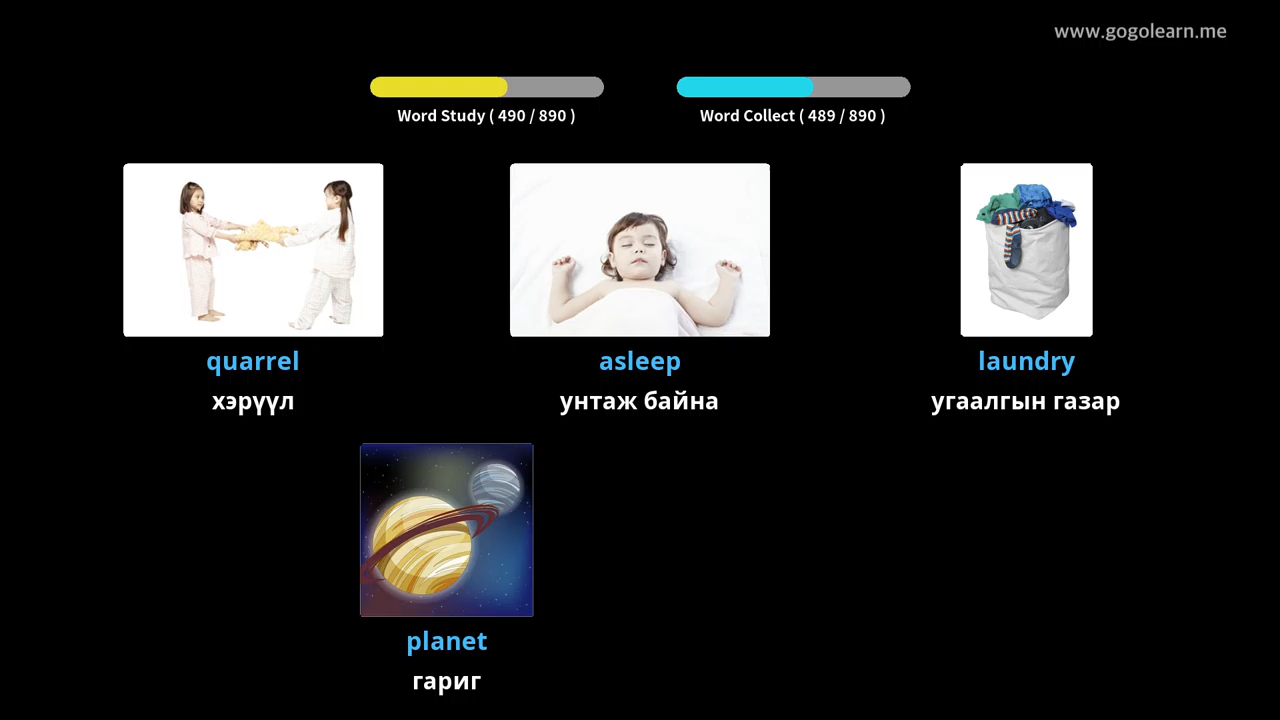 www.gogolearn.me
Word Study ( 490 / 890 )
Word Collect ( 489 / 890 )
quarrel
хэрүүл
asleep
унтаж байна
laundry
угаалгын газар
planet
гариг